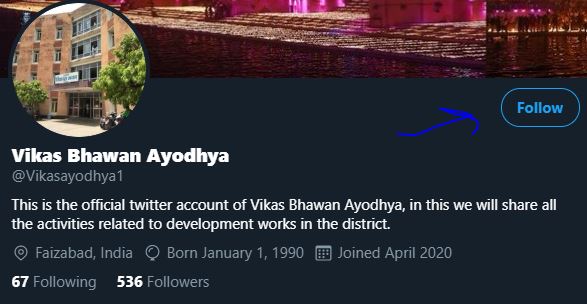 Follow
Vikas Bhawan Ayodhya
@Vikasayodhya1
This is the official twitter account of Vikas Bhawan Ayodhya, in this we will share all
the activities related to development works in the district.
Faizabad, India Born January 1, 1990 Joined April 2020
67 Following 536 Followers